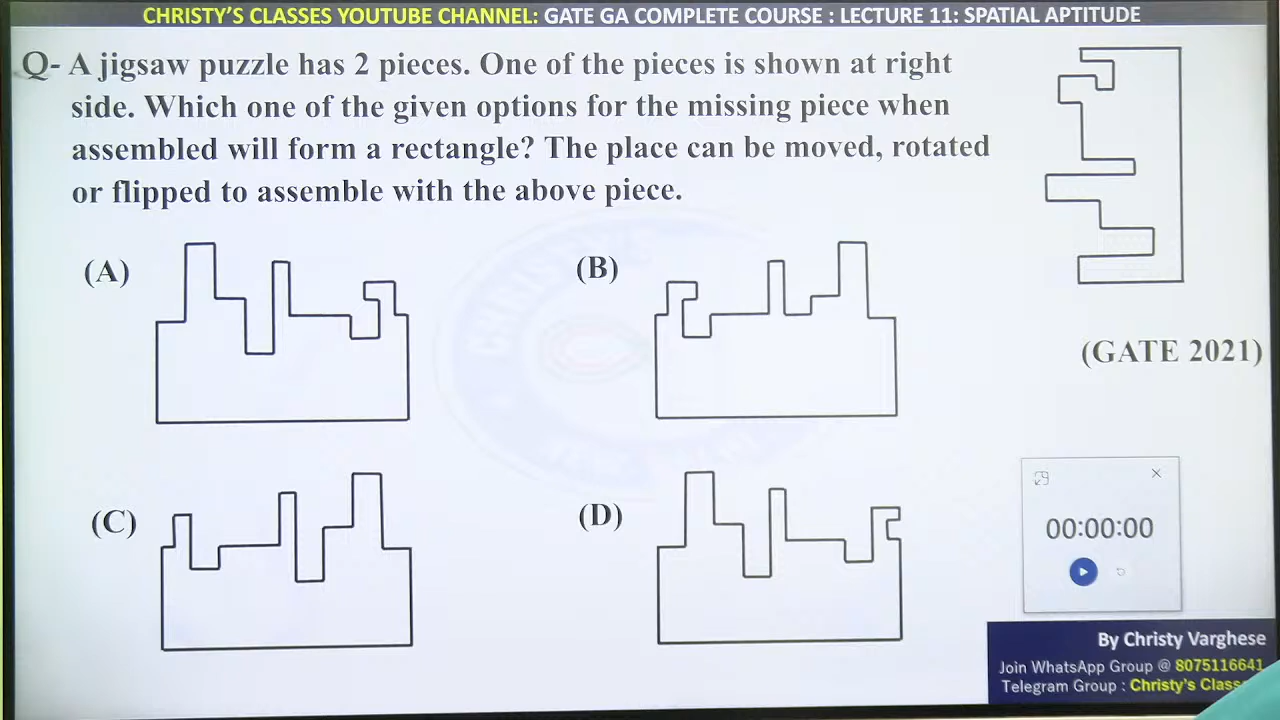 CHRISTY'S CLASSES YOUTUBE CHANNEL: GATE GA COMPLETE COURSE : LECTURE 11: SPATIAL APTITUDE
Q- A jigsaw puzzle has 2 pieces. One of the pieces is shown at right
side. Which one of the given options for the missing piece when
assembled will form a rectangle? The place can be moved, rotated
or flipped to assemble with the above piece.
(A)
(B)
(GATE 2021)
(C)
(D)
00:00:00
By Christy Varghese
Join WhatsApp Group @ 8075116641
Telegram Group : Christy's Class